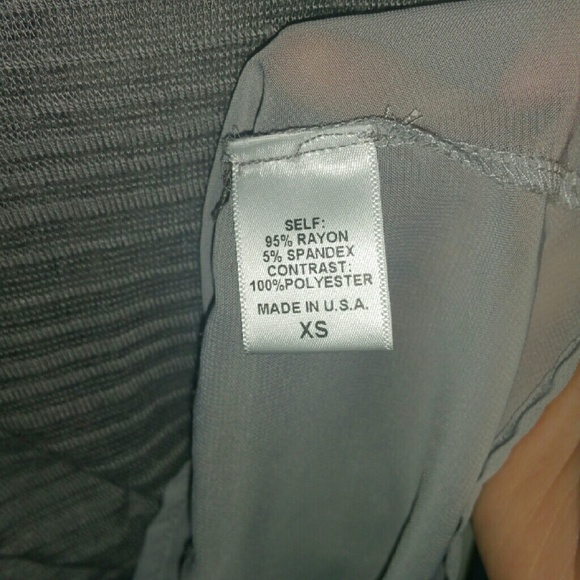 SELF:
95% RAYON
5% SPANDEX
CONTRAST:
100%POLYESTER
MADE IN U.S.A.
XS